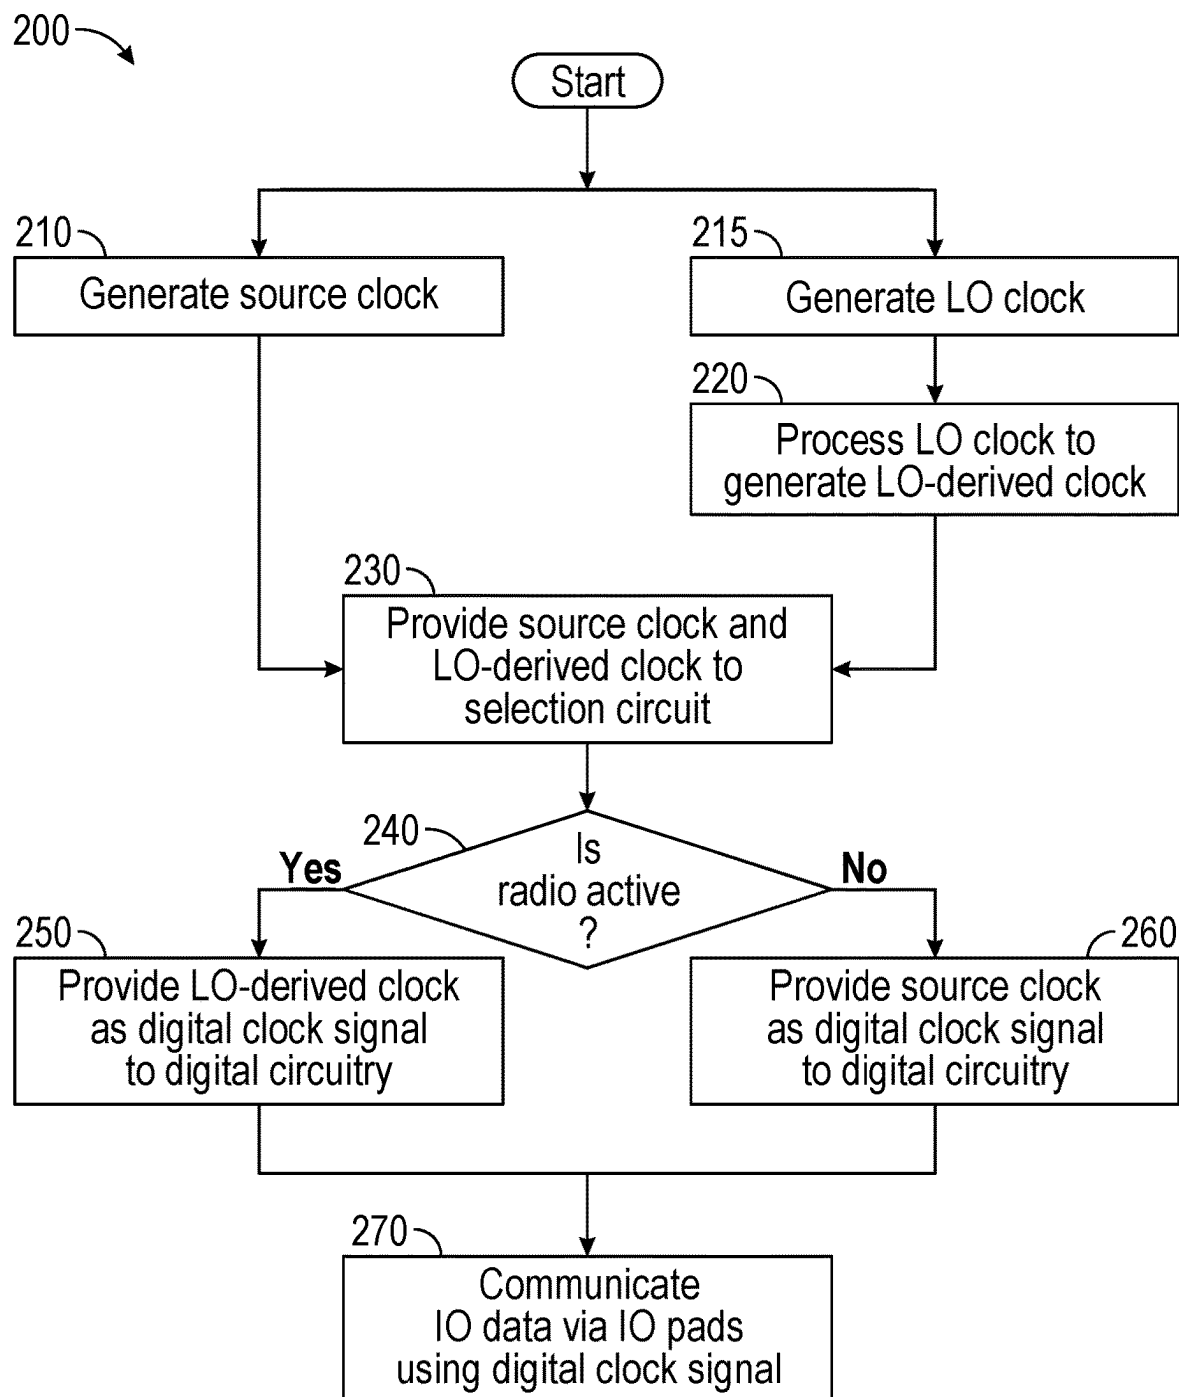 200
Start
210
Generate source clock
215
Generate LO clock
220
Process LO clock to
generate LO-derived clock
230
Provide source clock and
LO-derived clock to
selection circuit
240
Is
radio active
?
Yes
No
250
Provide LO-derived clock
as digital clock signal
to digital circuitry
260
Provide source clock
as digital clock signal
to digital circuitry
270
Communicate
IO data via IO pads
using digital clock signal